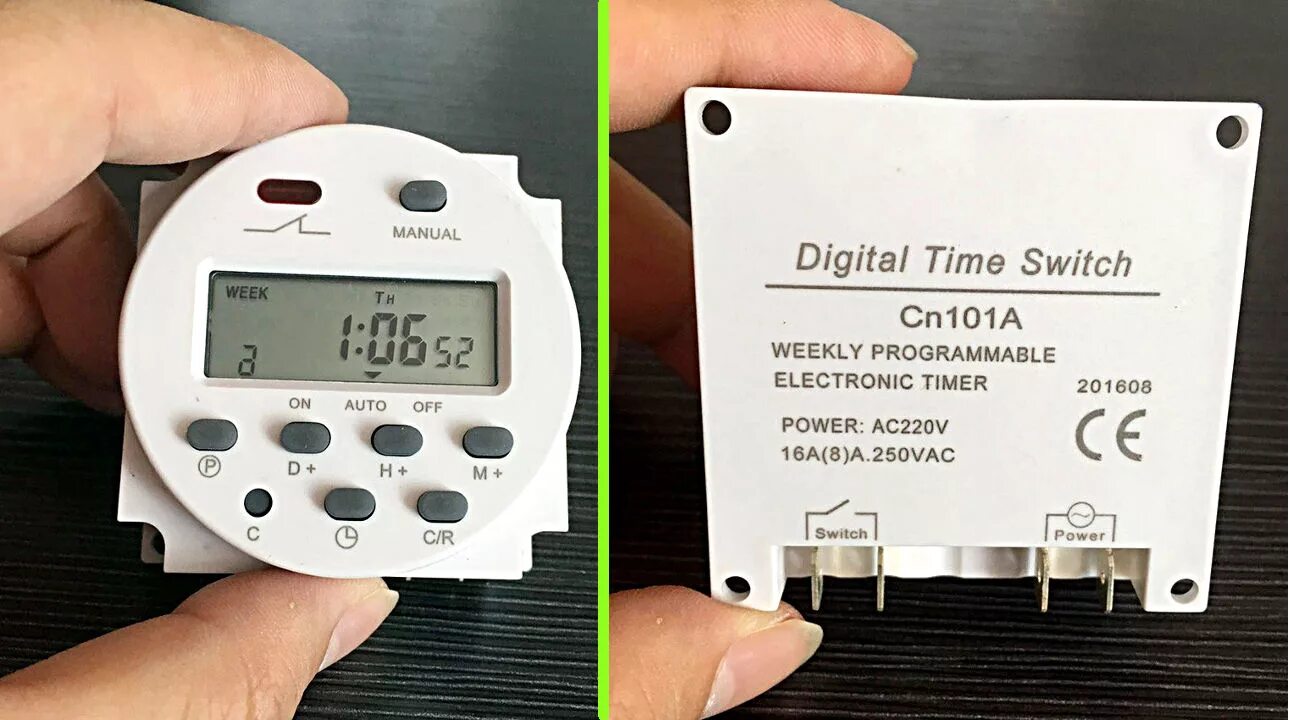 MANUAL
WEEK
TH
1:06 52
a
ON AUTO OFF
P D+ H+ M+
C C/R
Digital Time Switch
Cn101A
WEEKLY PROGRAMMABLE
ELECTRONIC TIMER 201608
POWER: AC220V CE
16A(8)A.250VAC
Switch Power